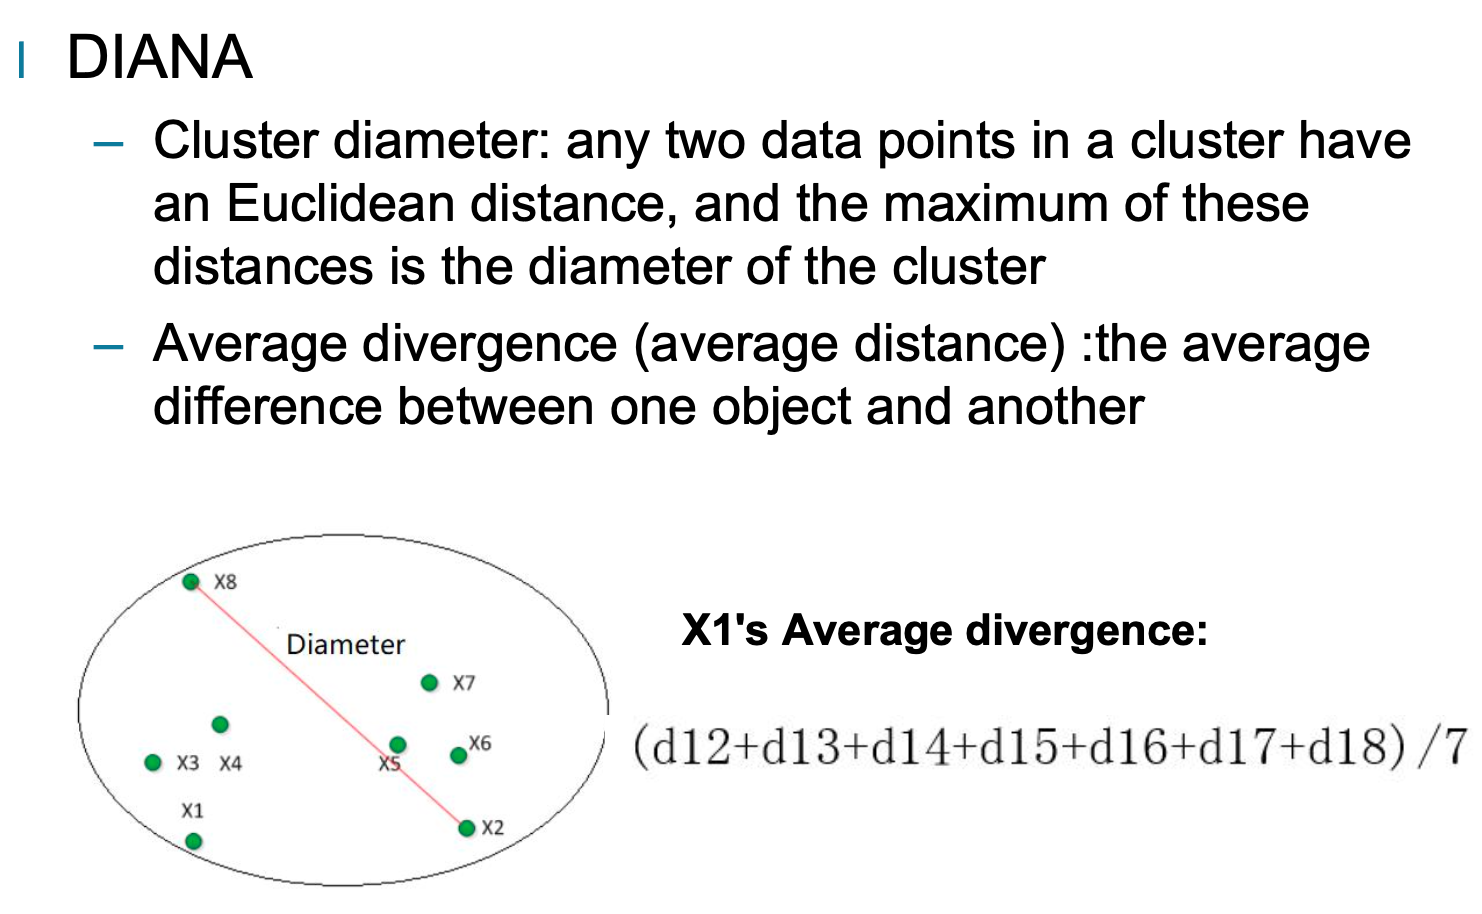 DIANA
– Cluster diameter: any two data points in a cluster have
an Euclidean distance, and the maximum of these
distances is the diameter of the cluster
– Average divergence (average distance) :the average
difference between one object and another
X8
Diameter
X1's Average divergence:
X7
X6
(d12+d13+d14+d15+d16+d17+d18)/7
X3 X4
X5
X1
X2